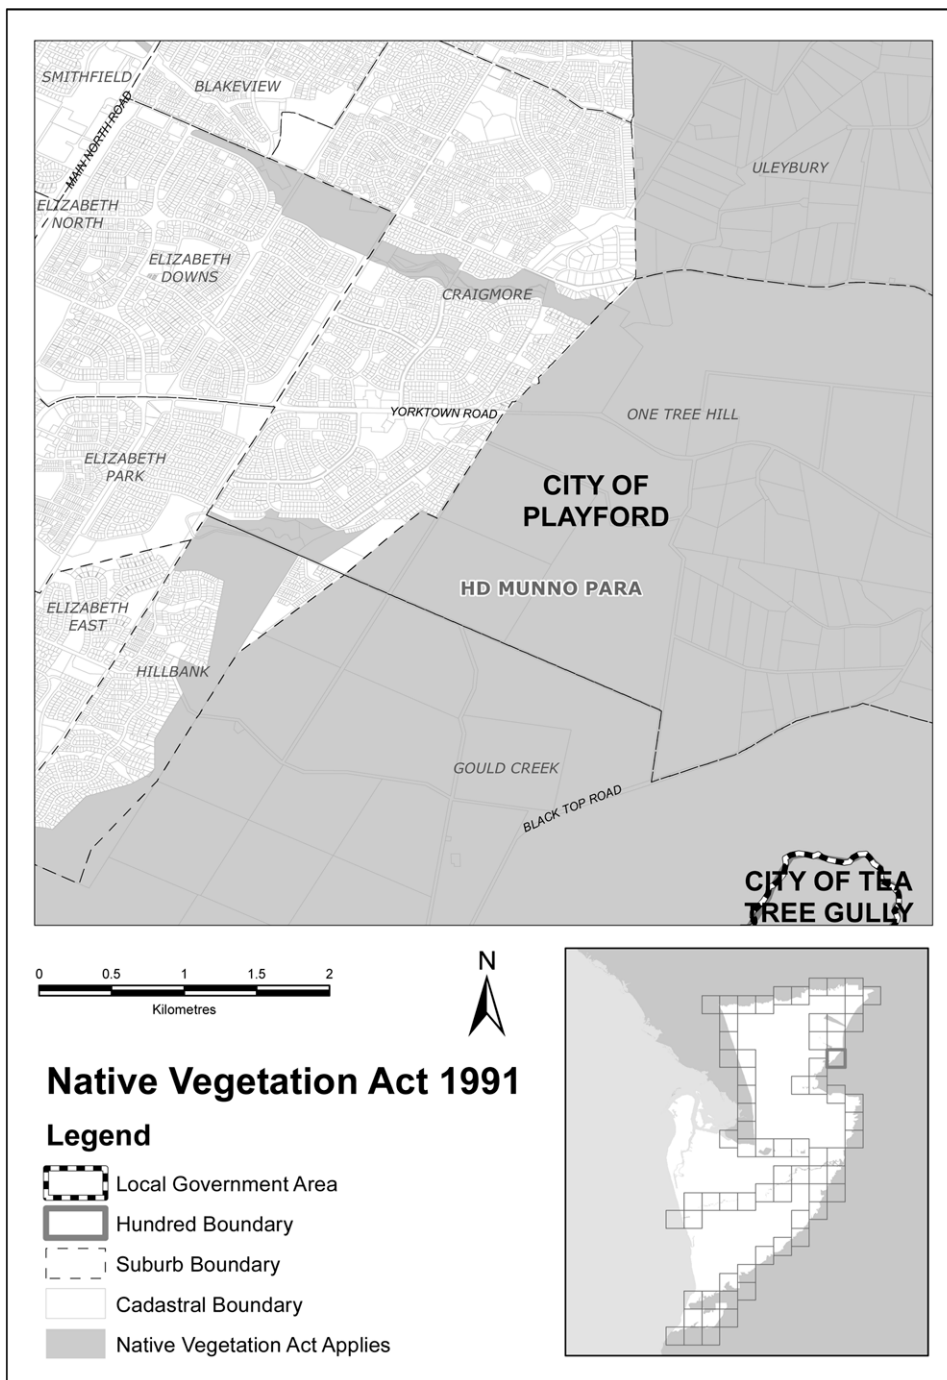 SMITHFIELD
BLAKEVIEW
MAIN NORTH ROAD
ULEYBURY
ELIZABETH
NORTH
ELIZABETH
DOWNS
CRAIGMORE
YORKTOWN ROAD
ONE TREE HILL
ELIZABETH
PARK
CITY OF
PLAYFORD
HD MUNNO PARA
ELIZABETH
EAST
HILLBANK
GOULD CREEK
BLACK TOP ROAD
CITY OF TEA
TREE GULLY
0 0.5 1 1.5 2
Kilometres
N
Native Vegetation Act 1991
Legend
Local Government Area
Hundred Boundary
Suburb Boundary
Cadastral Boundary
Native Vegetation Act Applies